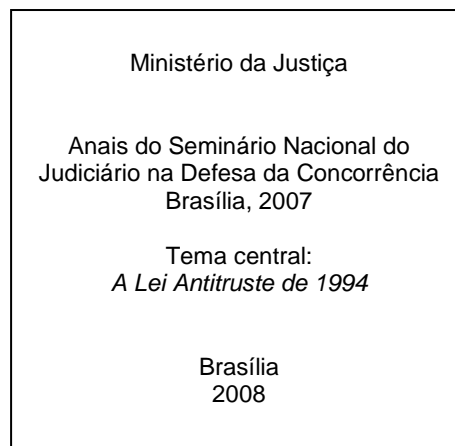 Ministério da Justiça
Anais do Seminário Nacional do
Judiciário na Defesa da Concorrência
Brasília, 2007
Tema central:
A Lei Antitruste de 1994
Brasília
2008